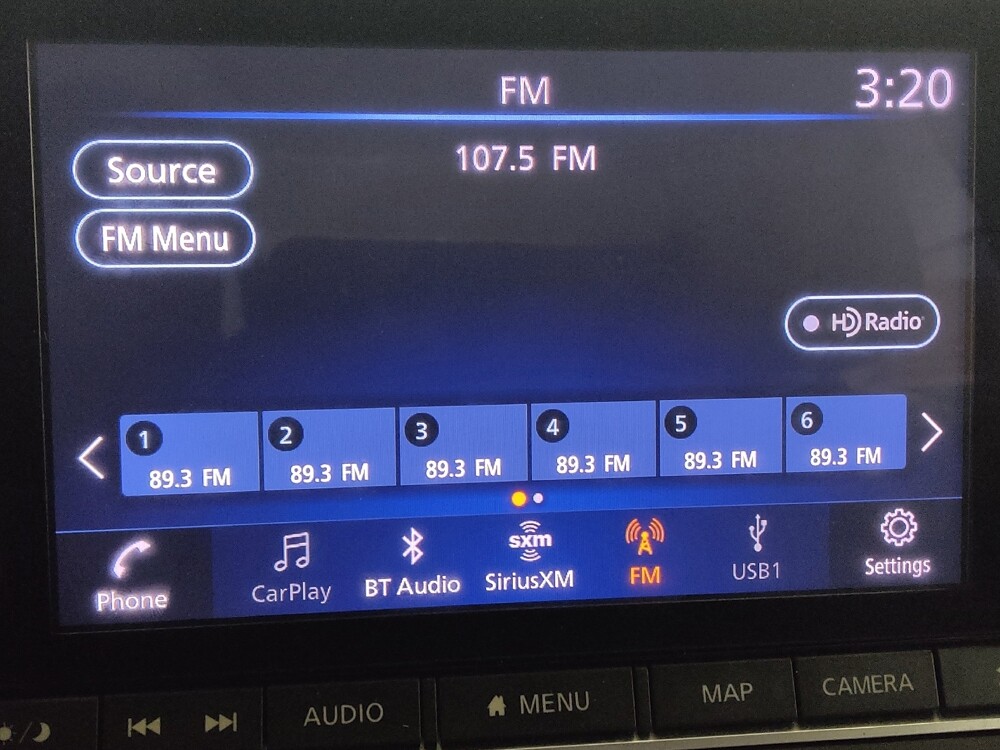 FM
3:20
107.5 FM
Source
FM Menu
HD Radio
1 2 3 4 5 6
89.3 FM 89.3 FM 89.3 FM 89.3 FM 89.3 FM 89.3 FM
Phone
CarPlay
BT Audio
sxm
SiriusXM
FM
USB1
Settings
AUDIO
MENU
MAP
CAMERA